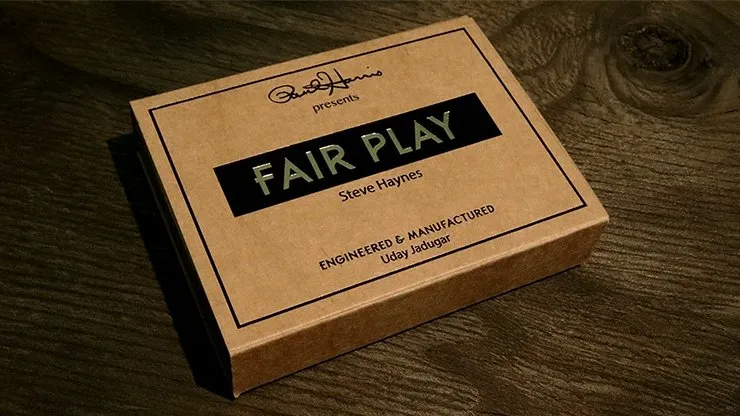 Paul Harris
presents
FAIR PLAY
Steve Haynes
ENGINEERED & MANUFACTURED
Uday Jadugar